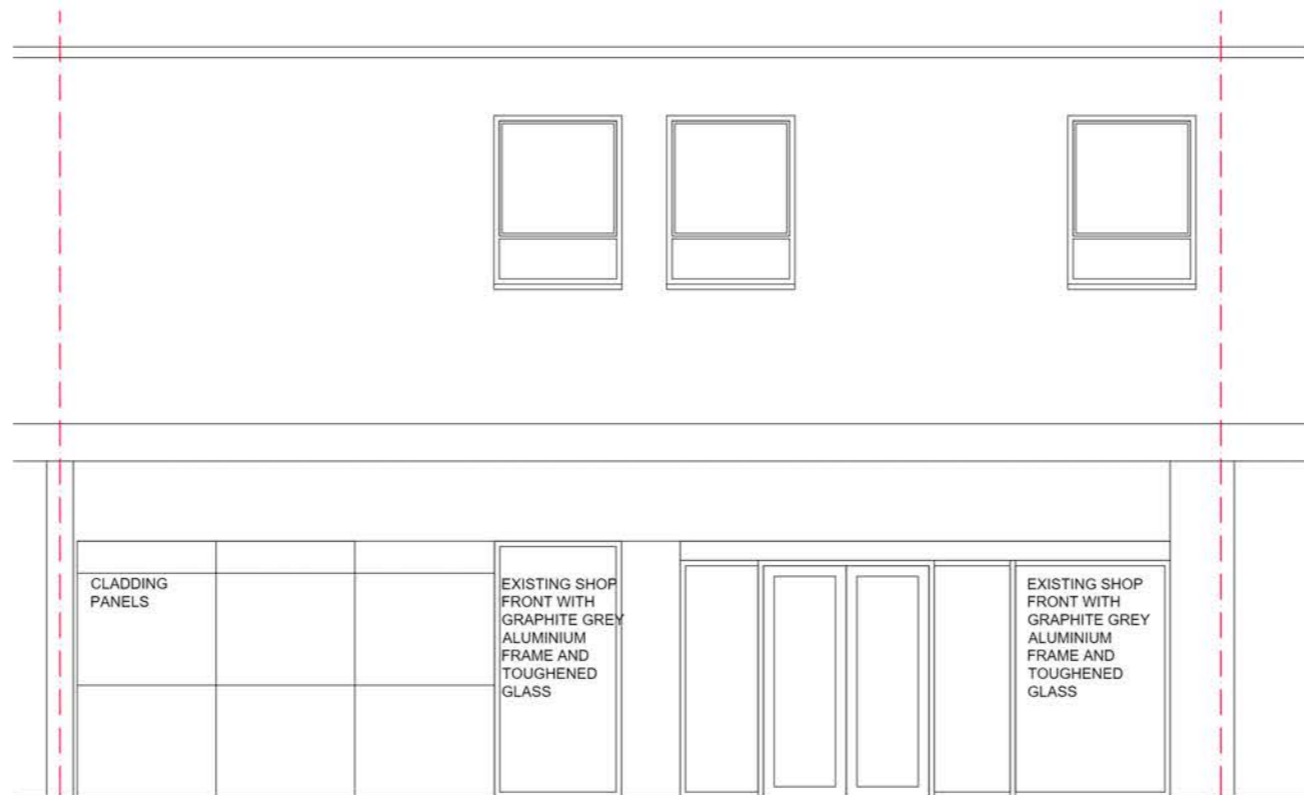 CLADDING
PANELS
EXISTING SHOP
FRONT WITH
GRAPHITE GREY
ALUMINIUM
FRAME AND
TOUGHENED
GLASS
EXISTING SHOP
FRONT WITH
GRAPHITE GREY
ALUMINIUM
FRAME AND
TOUGHENED
GLASS